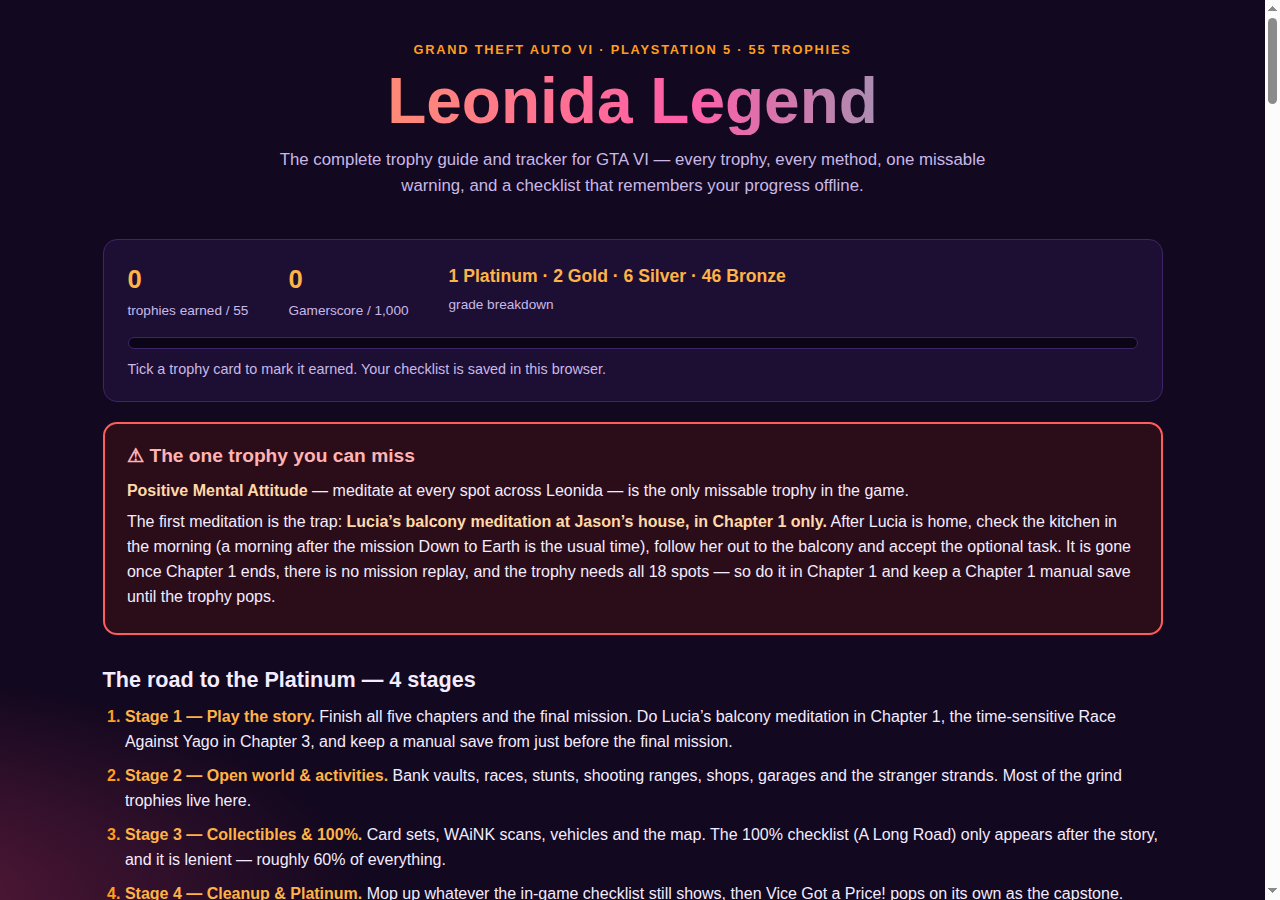 GRAND THEFT AUTO VI · PLAYSTATION 5 · 55 TROPHIES
Leonida Legend
The complete trophy guide and tracker for GTA VI — every trophy, every method, one missable
warning, and a checklist that remembers your progress offline.
0
trophies earned / 55
0
Gamerscore / 1,000
1 Platinum · 2 Gold · 6 Silver · 46 Bronze
grade breakdown
Tick a trophy card to mark it earned. Your checklist is saved in this browser.
⚠ The one trophy you can miss
Positive Mental Attitude — meditate at every spot across Leonida — is the only missable trophy in the game.
The first meditation is the trap: Lucia’s balcony meditation at Jason’s house, in Chapter 1 only. After Lucia is home, check the kitchen in
the morning (a morning after the mission Down to Earth is the usual time), follow her out to the balcony and accept the optional task. It is gone
once Chapter 1 ends, there is no mission replay, and the trophy needs all 18 spots — so do it in Chapter 1 and keep a Chapter 1 manual save
until the trophy pops.
The road to the Platinum — 4 stages
1. Stage 1 — Play the story. Finish all five chapters and the final mission. Do Lucia’s balcony meditation in Chapter 1, the time-sensitive Race
Against Yago in Chapter 3, and keep a manual save from just before the final mission.
2. Stage 2 — Open world & activities. Bank vaults, races, stunts, shooting ranges, shops, garages and the stranger strands. Most of the grind
trophies live here.
3. Stage 3 — Collectibles & 100%. Card sets, WAiNK scans, vehicles and the map. The 100% checklist (A Long Road) only appears after the story,
and it is lenient — roughly 60% of everything.
4. Stage 4 — Cleanup & Platinum. Mop up whatever the in-game checklist still shows, then Vice Got a Price! pops on its own as the capstone.